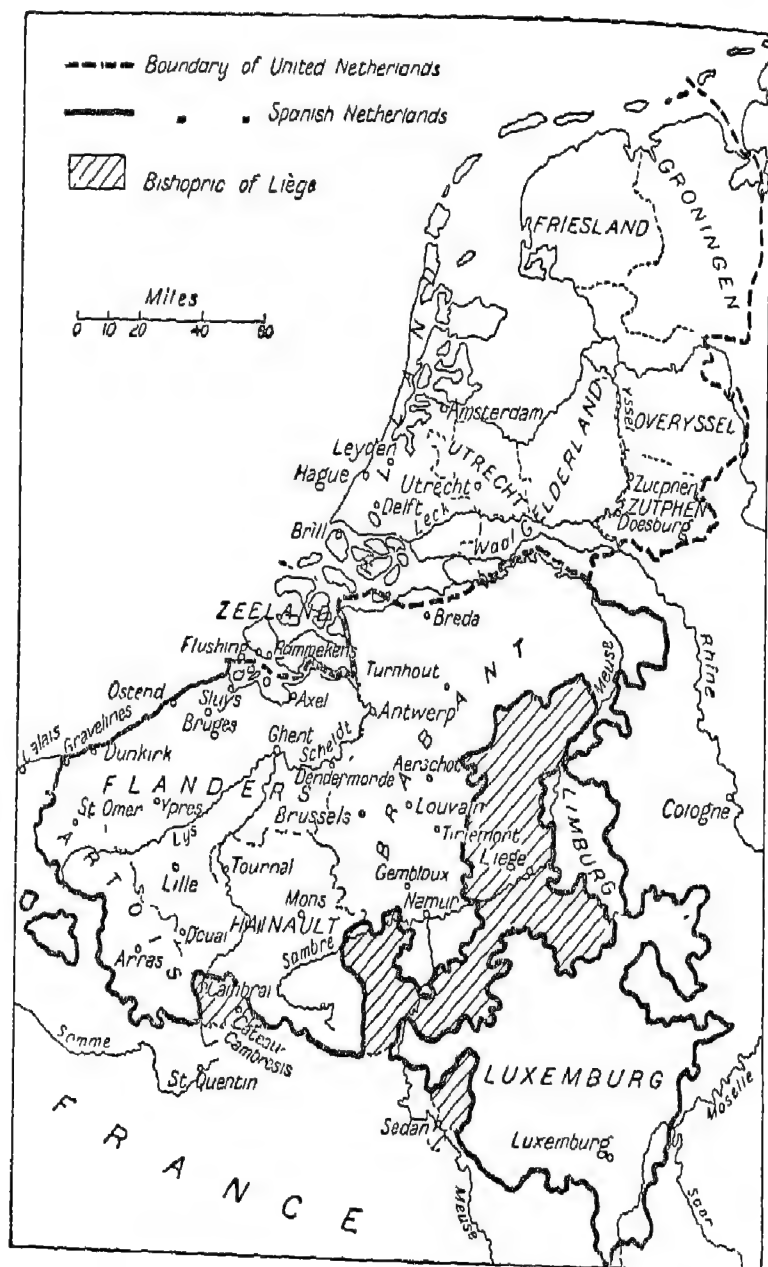 Boundary of United Netherlands
" " Spanish Netherlands
Bishopric of Liège
Miles
0 10 20 40 60
GRONINGEN
FRIESLAND
Amsterdam
Yssel
OVERYSSEL
Leyden
UTRECHT
GELDERLAND
Hague
Utrecht
Zutphen
Delft
ZUTPHEN
Leck
Doesburg
Brill
Waal
ZEELAND
Breda
Meuse
Rhine
Flushing
Rammekens
Turnhout
Ostend
Sluys
Axel
Bruges
Antwerp
BRABANT
Calais
Gravelines
Dunkirk
Ghent
Scheldt
Dendermonde
Aerschot
FLANDERS
St Omer
Ypres
Brussels
Louvain
LIMBURG
Cologne
Lys
Tirlemont
ARTOIS
Lille
Tournai
Gembloux
Liege
Mons
Namur
Douai
HAINAULT
Arras
Sambre
Cambrai
Cateau
Cambresis
Somme
St Quentin
LUXEMBURG
Moselle
Sedan
Luxemburg
FRANCE
Meuse
Saar